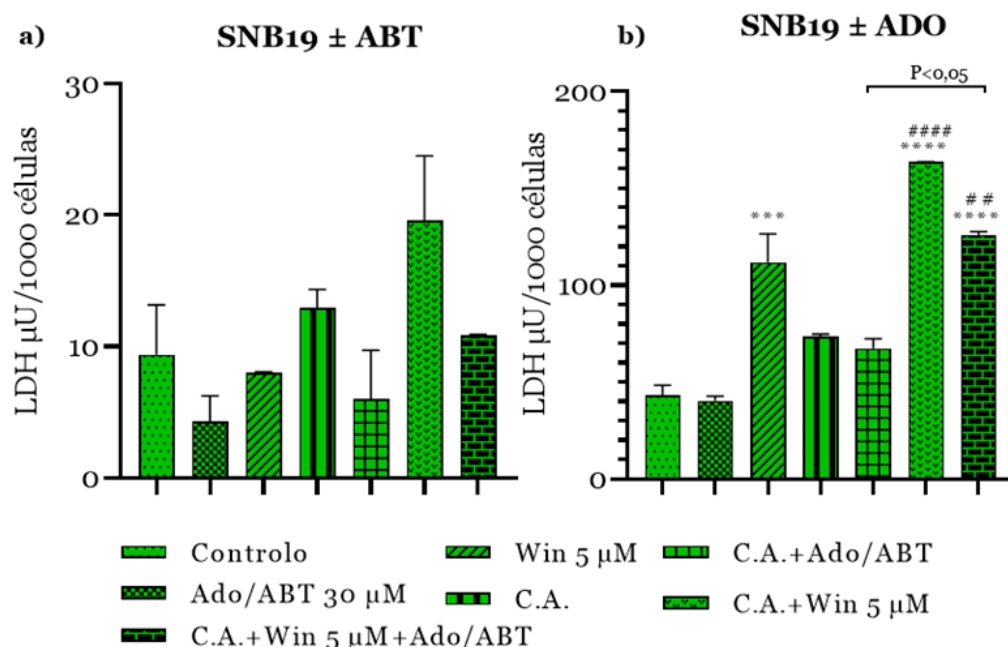 a)
SNB19 ± ABT
LDH µU/1000 células
30
20
10
0
b)
SNB19 ± ADO
P<0,05
LDH µU/1000 células
200
100
0
***
####
****
# #
****
Controlo
Win 5 µM
C.A.+Ado/ABT
Ado/ABT 30 µM
C.A.
C.A.+Win 5 µM
C.A.+Win 5 µM+Ado/ABT